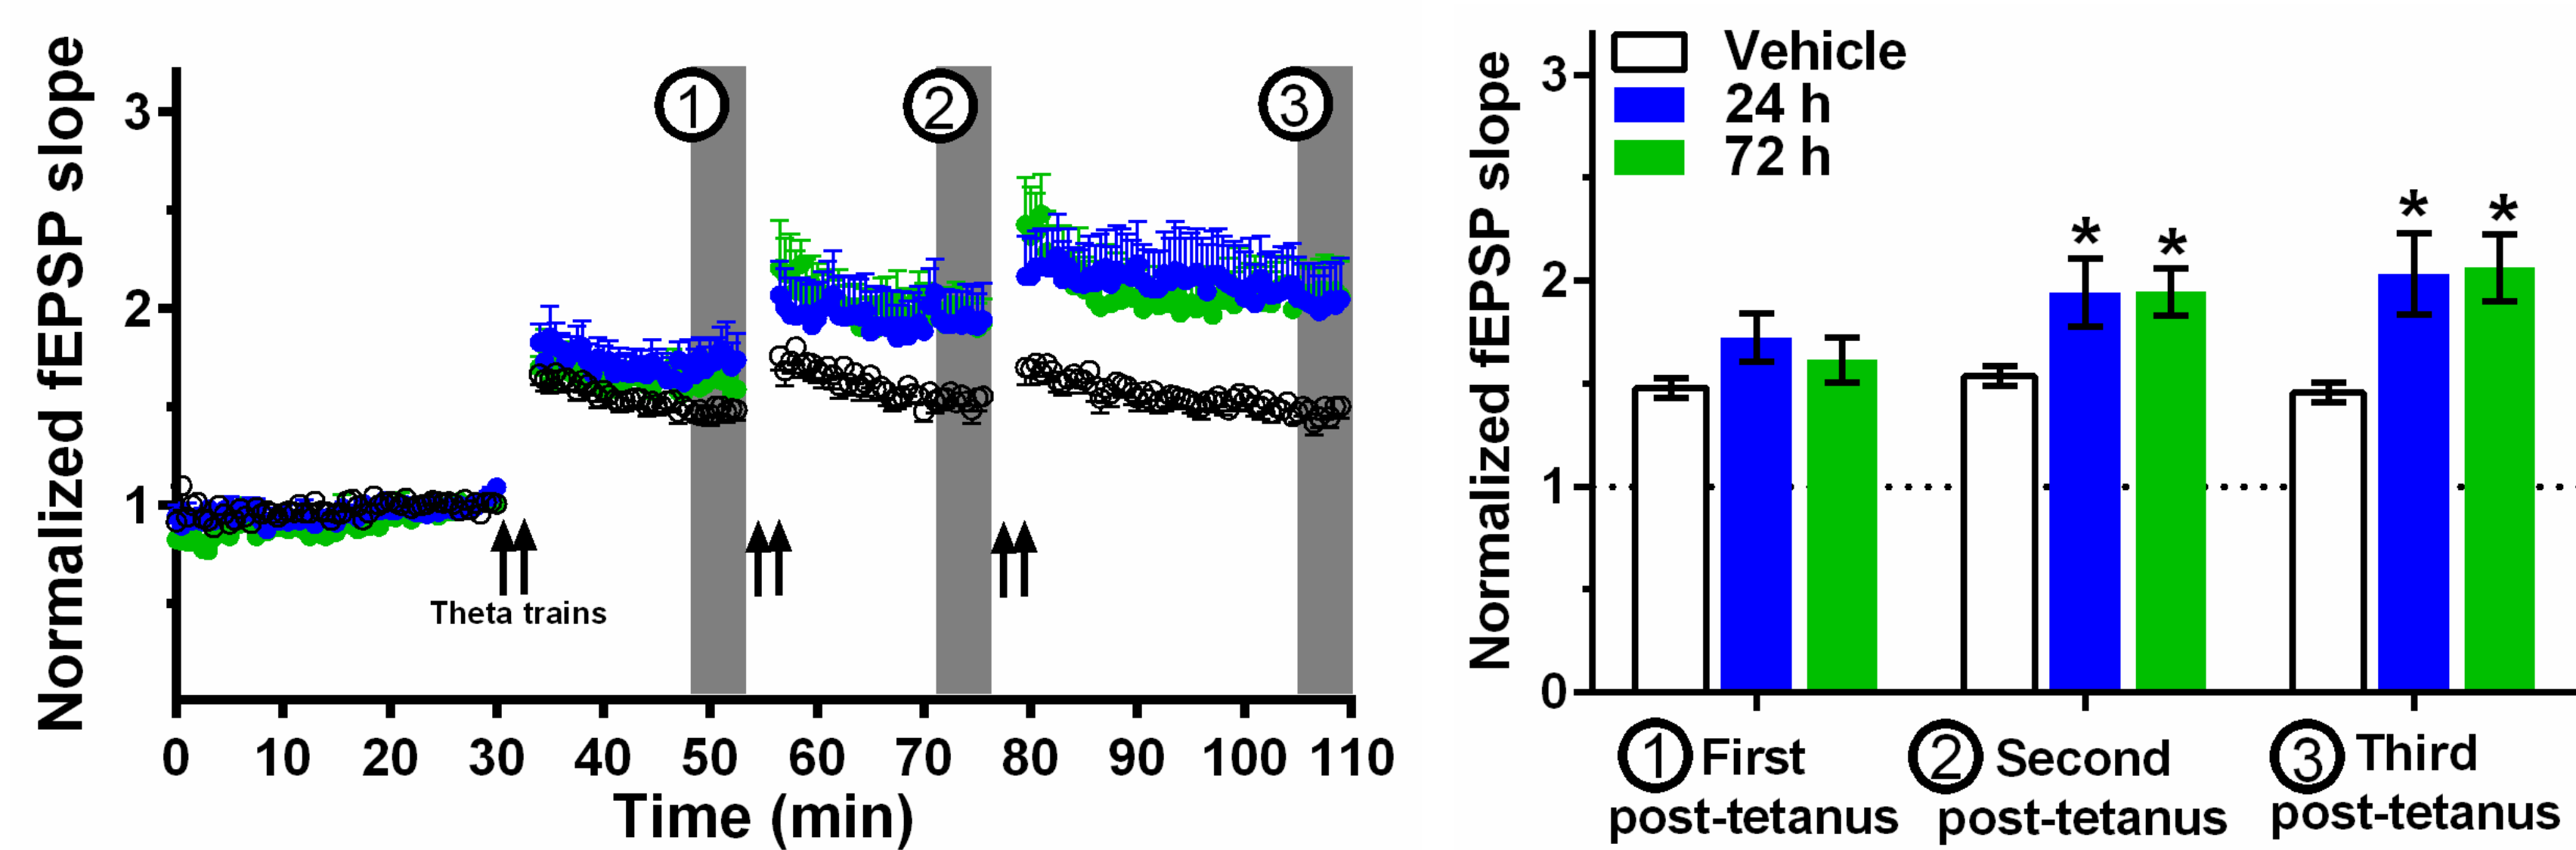 Normalized fEPSP slope
3
2
1
1
2
3
Theta trains
0 10 20 30 40 50 60 70 80 90 100 110
Time (min)
Normalized fEPSP slope
3
2
1
0
Vehicle
24 h
72 h
* * * *
1 First
post-tetanus
2 Second
post-tetanus
3 Third
post-tetanus